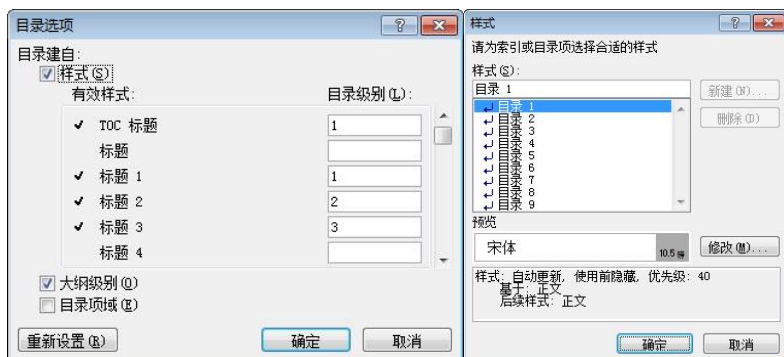 目录选项
目录建自:
样式(S)
有效样式: 目录级别(L):
TOC 标题 1
标题
标题 1 1
标题 2 2
标题 3 3
标题 4
大纲级别(O)
目录项域(E)
重新设置(R) 确定 取消
样式
请为索引或目录项选择合适的样式
样式(S):
目录 1 新建(N)...
目录 1 删除(D)
目录 2
目录 3
目录 4
目录 5
目录 6
目录 7
目录 8
目录 9
预览
宋体 10.5 磅 修改(M)...
样式: 自动更新, 使用前隐藏, 优先级: 40
基于: 正文
后续样式: 正文
确定 取消